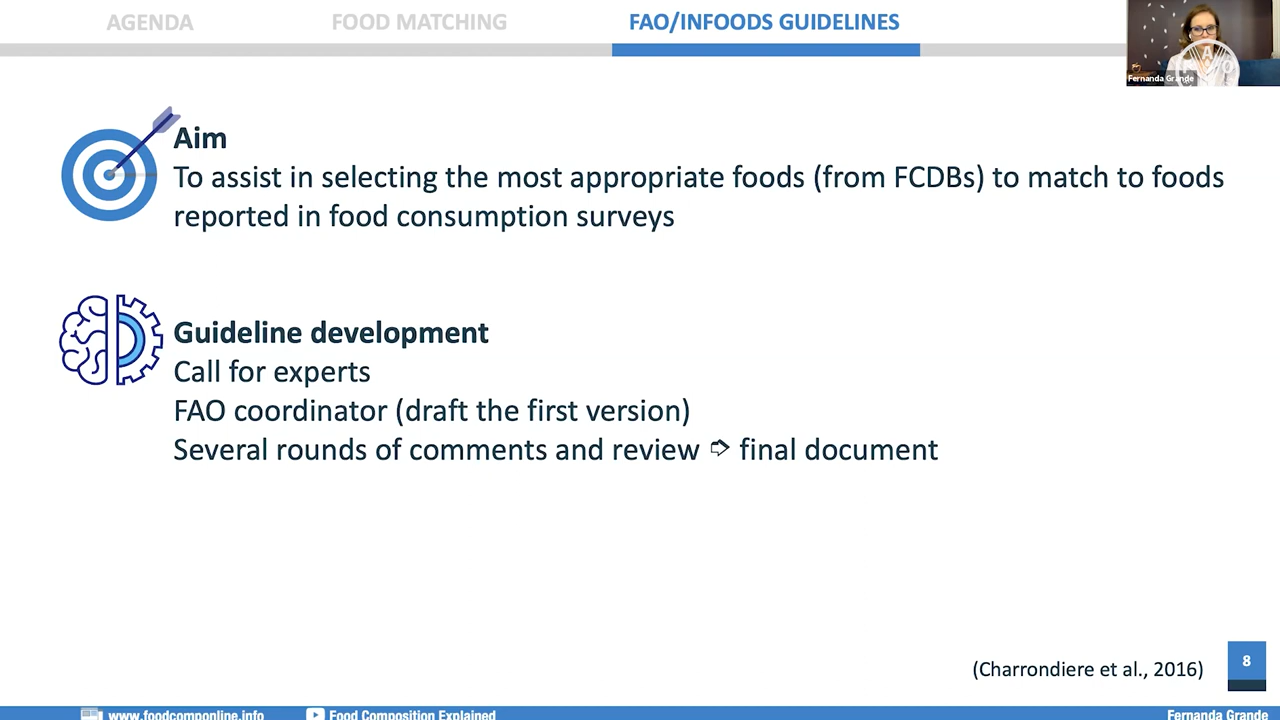 AGENDA
FOOD MATCHING
FAO/INFOODS GUIDELINES
Fernanda Grande
Aim
To assist in selecting the most appropriate foods (from FCDBs) to match to foods
reported in food consumption surveys
Guideline development
Call for experts
FAO coordinator (draft the first version)
Several rounds of comments and review ➩ final document
(Charrondiere et al., 2016)
8
www.foodcomponline.info
Food Composition Explained
Fernanda Grande